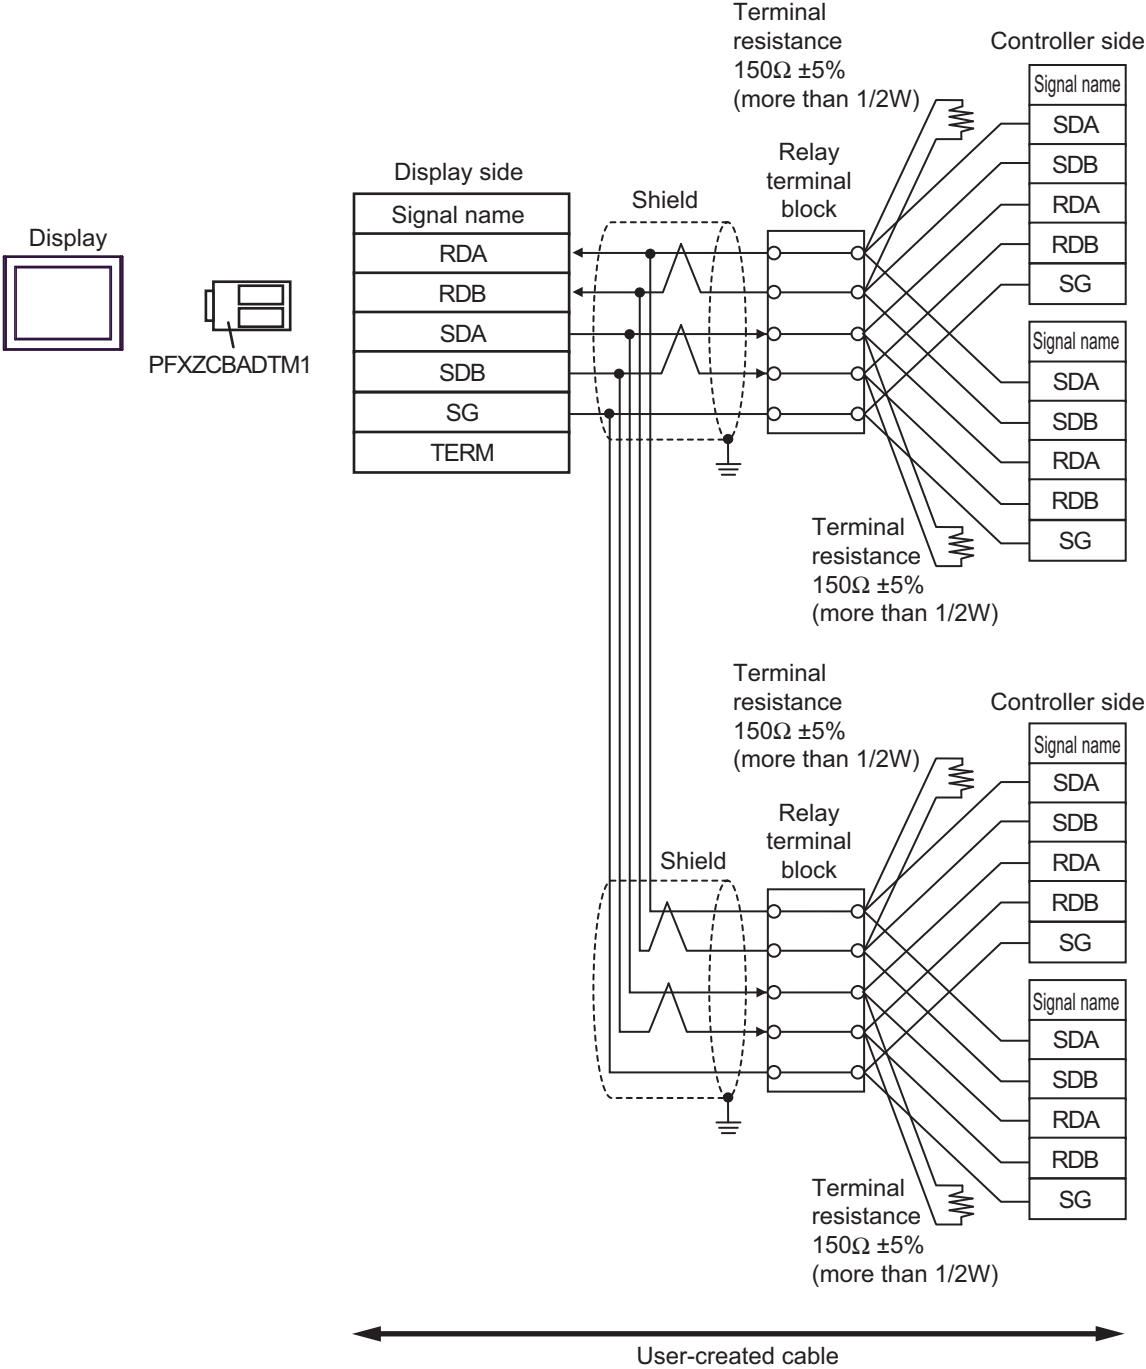 Terminal
resistance
150Ω ±5%
(more than 1/2W)
Controller side
Signal name
SDA
SDB
RDA
RDB
SG
Relay
terminal
block
Display side
Signal name
RDA
RDB
SDA
SDB
SG
TERM
Shield
Display
PFXZCBADTM1
Signal name
SDA
SDB
RDA
RDB
SG
Terminal
resistance
150Ω ±5%
(more than 1/2W)
Terminal
resistance
150Ω ±5%
(more than 1/2W)
Controller side
Signal name
SDA
SDB
RDA
RDB
SG
Relay
terminal
block
Shield
Signal name
SDA
SDB
RDA
RDB
SG
Terminal
resistance
150Ω ±5%
(more than 1/2W)
User-created cable